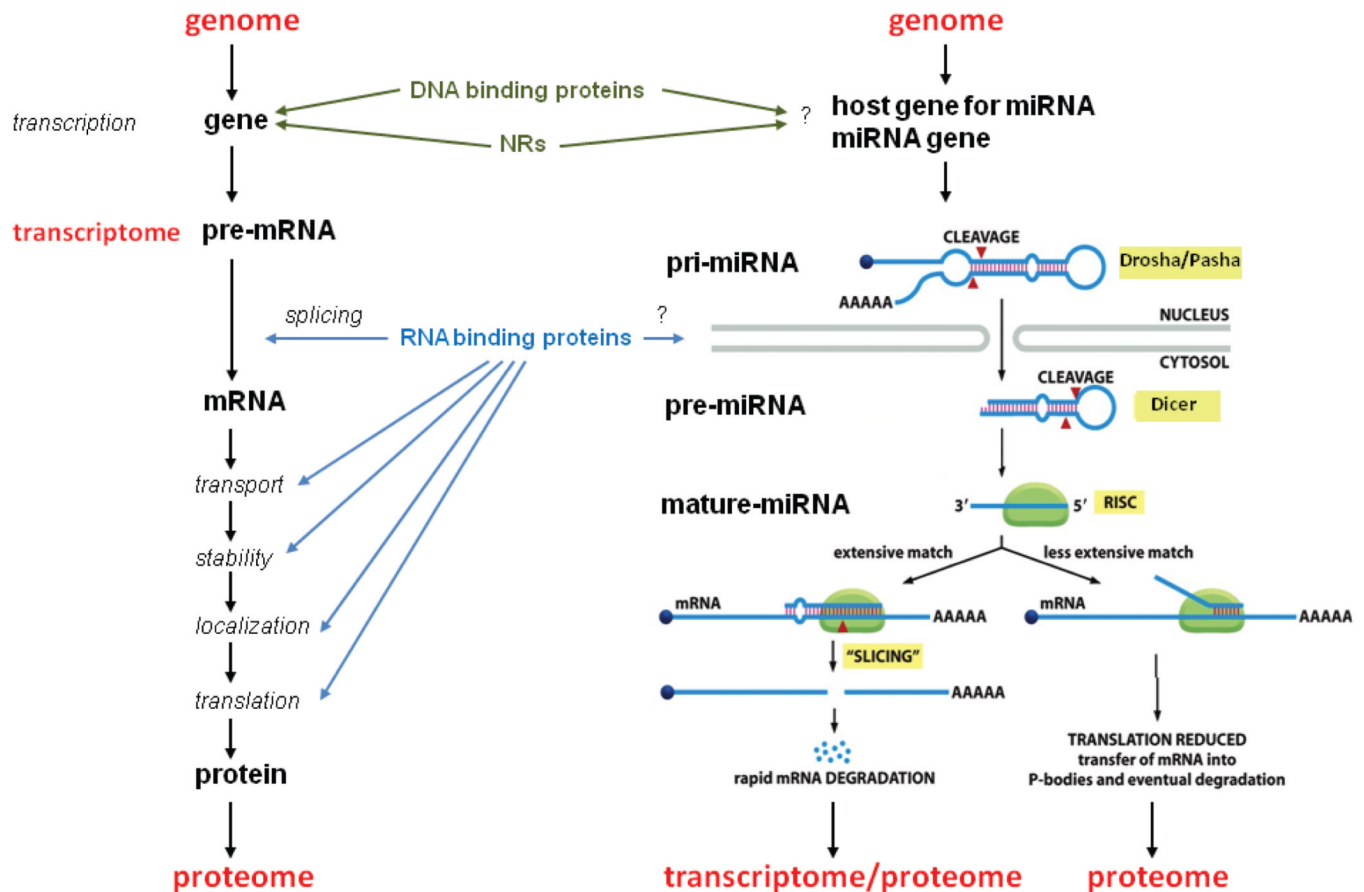 genome
genome
DNA binding proteins
transcription
gene
?
host gene for miRNA
NRs
miRNA gene
transcriptome
pre-mRNA
CLEAVAGE
pri-miRNA
Drosha/Pasha
AAAAA
NUCLEUS
splicing
RNA binding proteins
?
CYTOSOL
CLEAVAGE
mRNA
pre-miRNA
Dicer
transport
mature-miRNA
3’
5’
RISC
stability
extensive match
less extensive match
mRNA
AAAAA
mRNA
AAAAA
localization
“SLICING”
translation
AAAAA
TRANSLATION REDUCED
transfer of mRNA into
P-bodies and eventual degradation
protein
rapid mRNA DEGRADATION
proteome
transcriptome/proteome
proteome